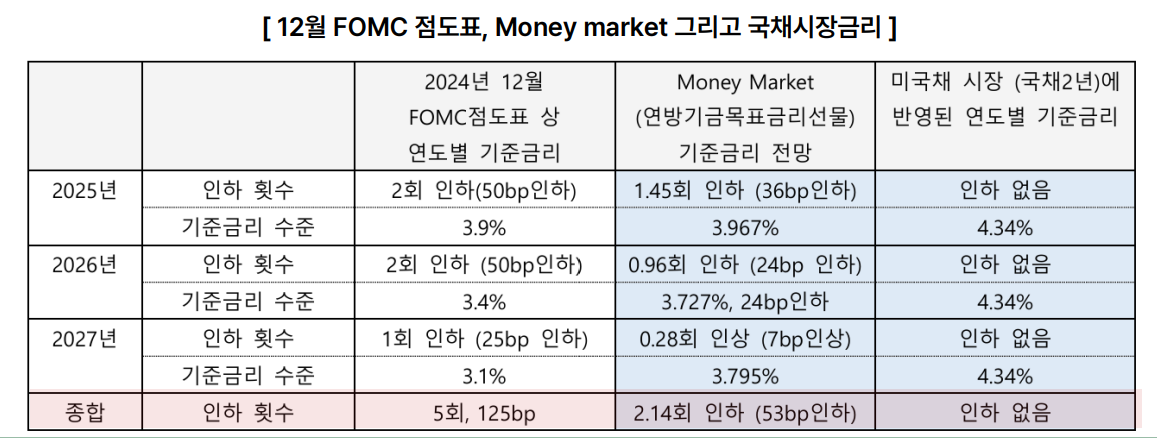 [ 12월 FOMC 점도표, Money market 그리고 국채시장금리 ]
2024년 12월
FOMC점도표 상
연도별 기준금리
Money Market
(연방기금목표금리선물)
기준금리 전망
미국채 시장 (국채2년)에
반영된 연도별 기준금리
2025년 인하 횟수 2회 인하(50bp인하) 1.45회 인하 (36bp인하) 인하 없음
기준금리 수준 3.9% 3.967% 4.34%
2026년 인하 횟수 2회 인하 (50bp인하) 0.96회 인하 (24bp 인하) 인하 없음
기준금리 수준 3.4% 3.727%, 24bp인하 4.34%
2027년 인하 횟수 1회 인하 (25bp 인하) 0.28회 인상 (7bp인상) 인하 없음
기준금리 수준 3.1% 3.795% 4.34%
종합 인하 횟수 5회, 125bp 2.14회 인하 (53bp인하) 인하 없음